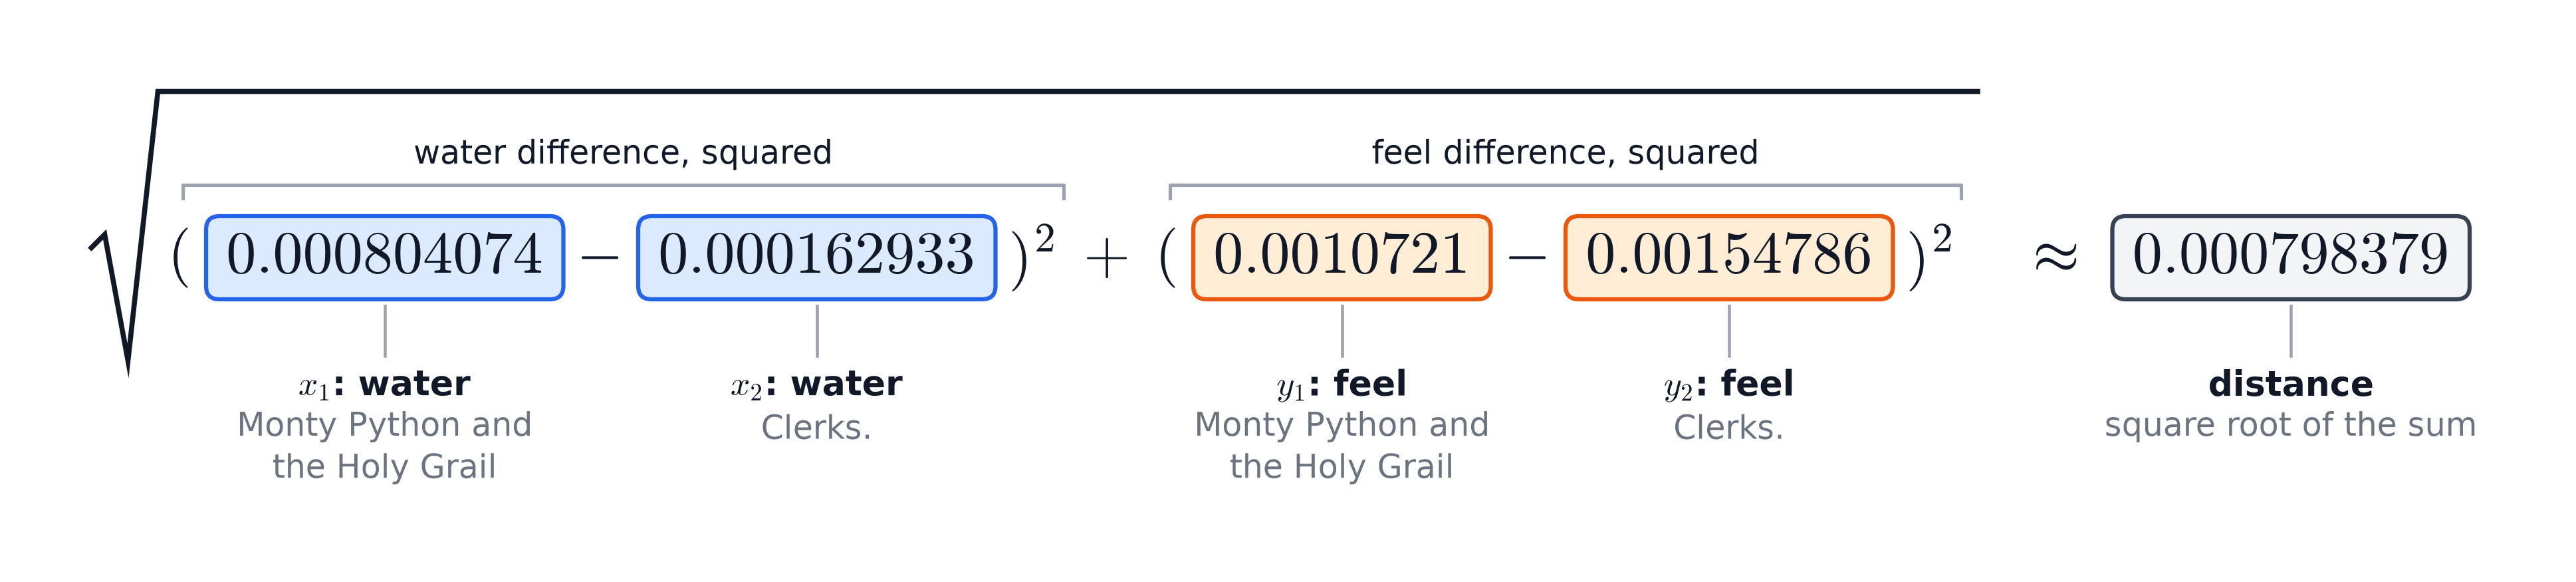 water difference, squared
feel difference, squared
√( 0.000804074 − 0.000162933 )² + ( 0.0010721 − 0.00154786 )² ≈ 0.000798379
x₁: water
Monty Python and
the Holy Grail
x₂: water
Clerks.
y₁: feel
Monty Python and
the Holy Grail
y₂: feel
Clerks.
distance
square root of the sum